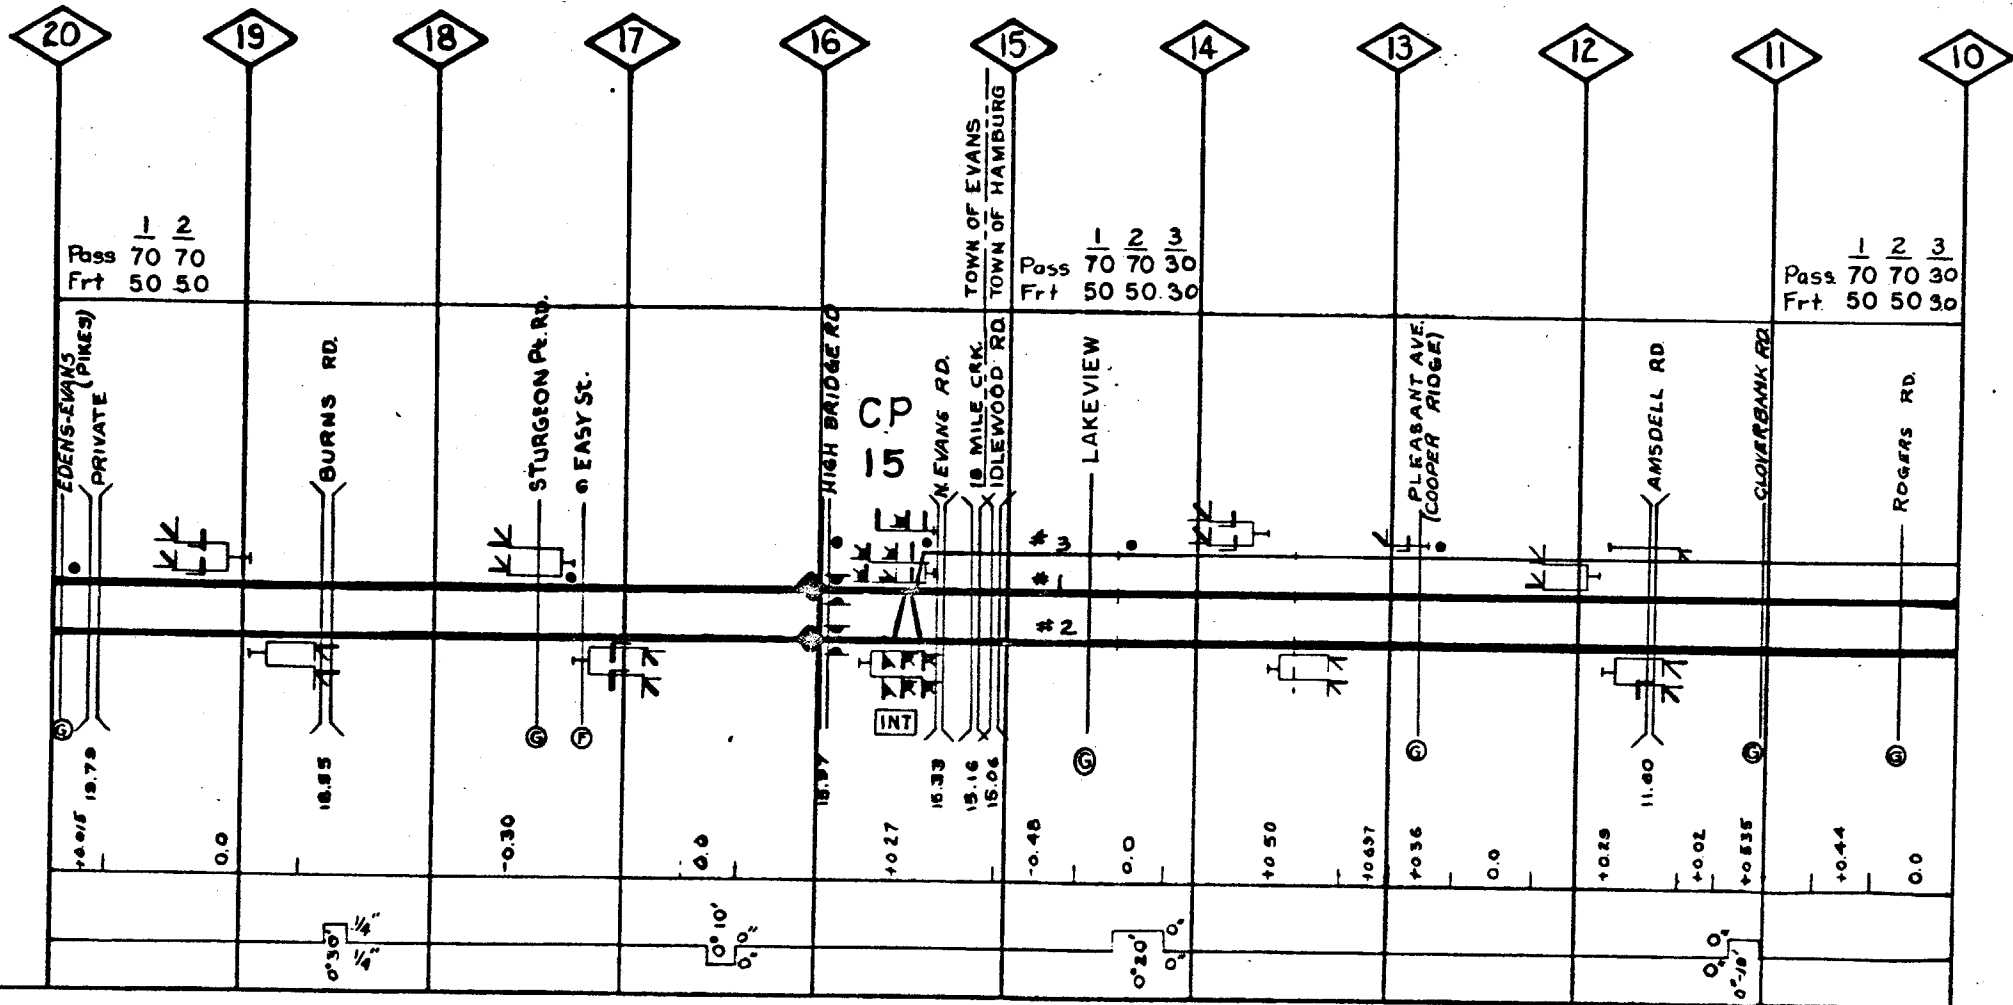 20 19 18 17 16 15 14 13 12 11 10
1 2
Pass 70 70
Frt 50 50
TOWN OF EVANS
TOWN OF HAMBURG
1 2 3
Pass 70 70 30
Frt 50 50.30
1 2 3
Pass 70 70 30
Frt 50 50 30
EDENS-EVANS
(PIKES)
PRIVATE
BURNS RD.
STURGEON Pt. RD.
EASY St.
HIGH BRIDGE RD
CP
15
N. EVANS RD.
18 MILE CRK.
IDLEWOOD RD.
LAKEVIEW
PLEASANT AVE.
(COOPER RIDGE)
AMSDELL RD.
CLOVERBANK RD.
ROGERS RD.
#3
#1
#2
INT
G G F G G G G
19.79 18.55 15.97 15.33 15.16 15.06 11.80
+0.015 0.0 -0.30 0.0 +0.27 -0.48 0.0 +0.50 +0.697 +0.36 0.0 +0.29 +0.02 +0.535 +0.44 0.0
0°30' 1/4"
1/4"
0°10' 0"
0"
0°20' 0"
0"
0"
0"